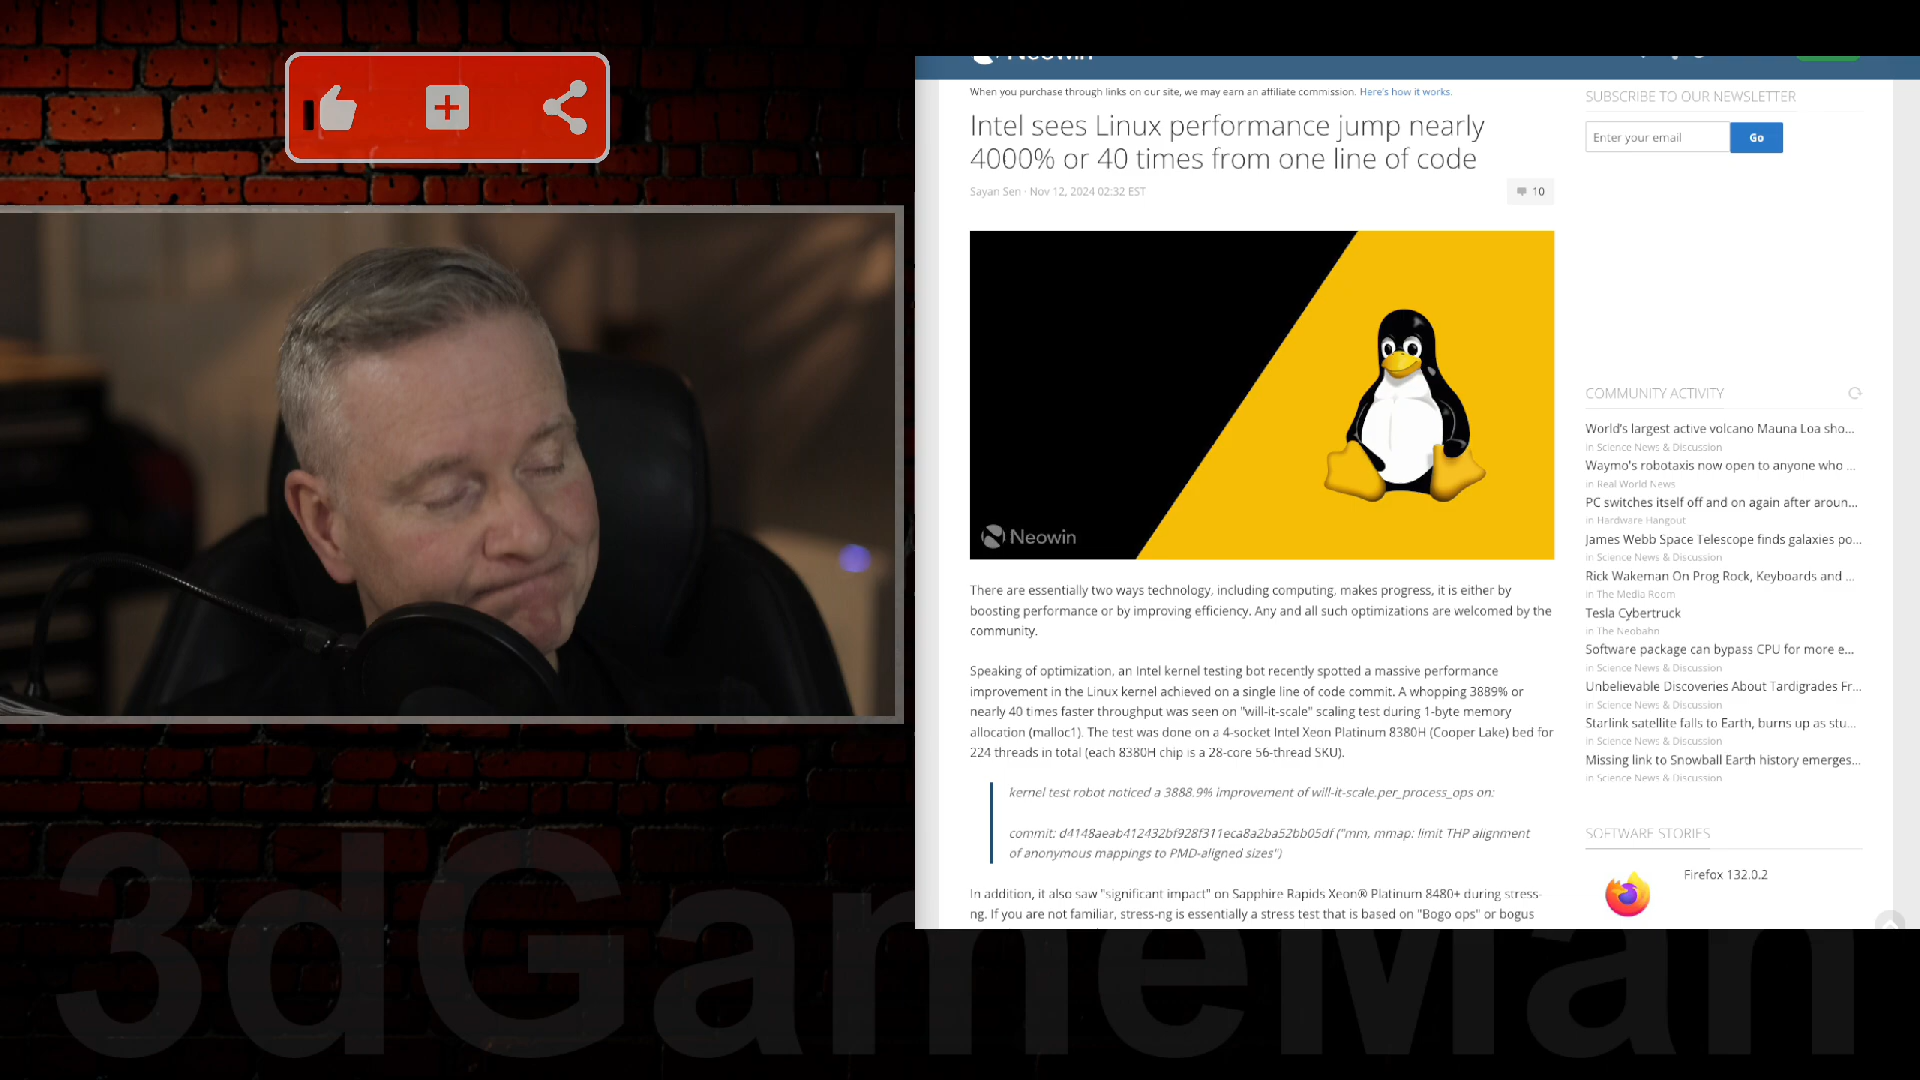 Neowin
When you purchase through links on our site, we may earn an affiliate commission. Here's how it works.
Intel sees Linux performance jump nearly
4000% or 40 times from one line of code
Sayan Sen · Nov 12, 2024 02:32 EST
10
Neowin
There are essentially two ways technology, including computing, makes progress, it is either by
boosting performance or by improving efficiency. Any and all such optimizations are welcomed by the
community.
Speaking of optimization, an Intel kernel testing bot recently spotted a massive performance
improvement in the Linux kernel achieved on a single line of code commit. A whopping 3889% or
nearly 40 times faster throughput was seen on "will-it-scale" scaling test during 1-byte memory
allocation (malloc1). The test was done on a 4-socket Intel Xeon Platinum 8380H (Cooper Lake) bed for
224 threads in total (each 8380H chip is a 28-core 56-thread SKU).
kernel test robot noticed a 3888.9% improvement of will-it-scale.per_process_ops on:
commit: d4148aeab412432bf928f311eca8a2ba52bb05df ("mm, mmap: limit THP alignment
of anonymous mappings to PMD-aligned sizes")
In addition, it also saw "significant impact" on Sapphire Rapids Xeon® Platinum 8480+ during stress-
ng. If you are not familiar, stress-ng is essentially a stress test that is based on "Bogo ops" or bogus
SUBSCRIBE TO OUR NEWSLETTER
Enter your email
Go
COMMUNITY ACTIVITY
World's largest active volcano Mauna Loa sho...
in Science News & Discussion
Waymo's robotaxis now open to anyone who ...
in Real World News
PC switches itself off and on again after aroun...
in Hardware Hangout
James Webb Space Telescope finds galaxies po...
in Science News & Discussion
Rick Wakeman On Prog Rock, Keyboards and ...
in The Media Room
Tesla Cybertruck
in The Neobahn
Software package can bypass CPU for more e...
in Science News & Discussion
Unbelievable Discoveries About Tardigrades Fr...
in Science News & Discussion
Starlink satellite falls to Earth, burns up as stu...
in Science News & Discussion
Missing link to Snowball Earth history emerges...
in Science News & Discussion
SOFTWARE STORIES
Firefox 132.0.2
3dGameMan